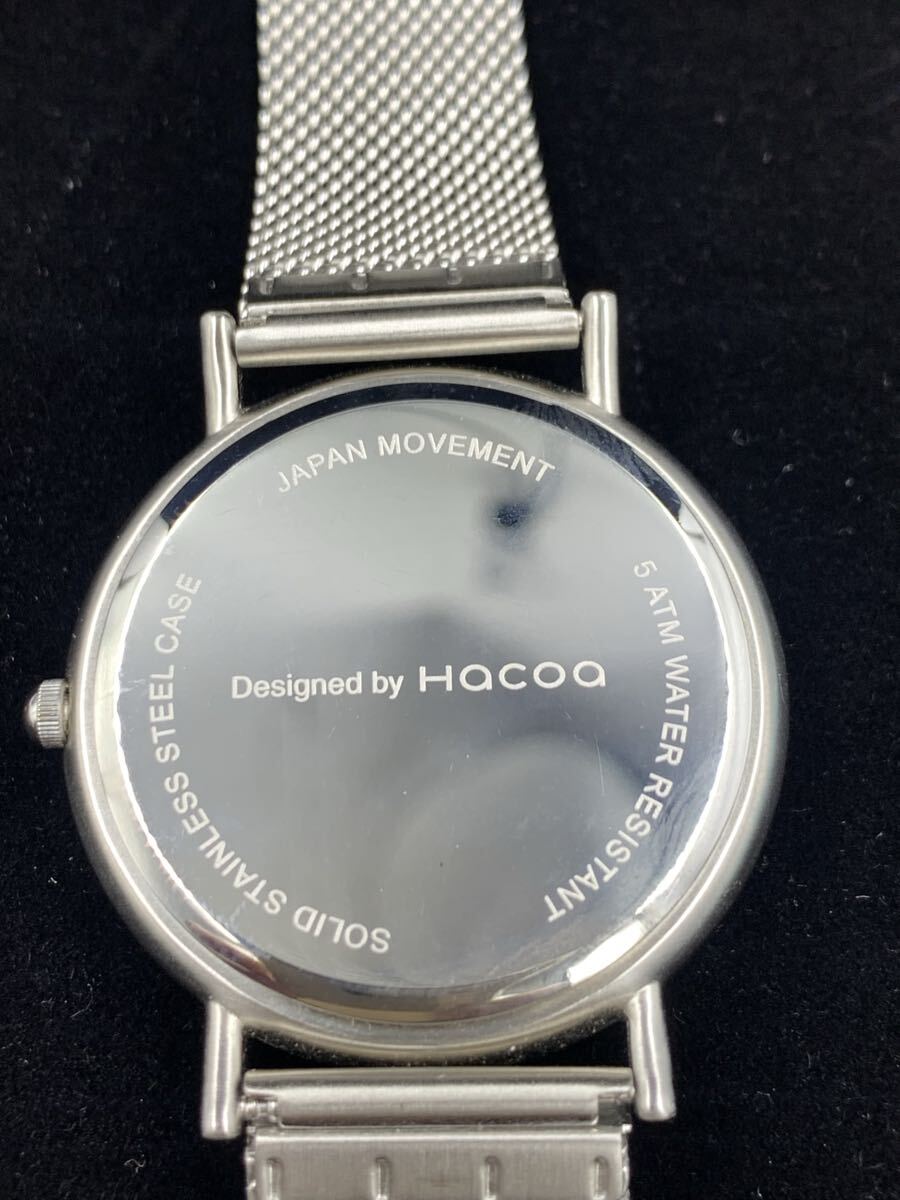 JAPAN MOVEMENT
5 ATM WATER RESISTANT
SOLID STAINLESS STEEL CASE
Designed by Hacoa